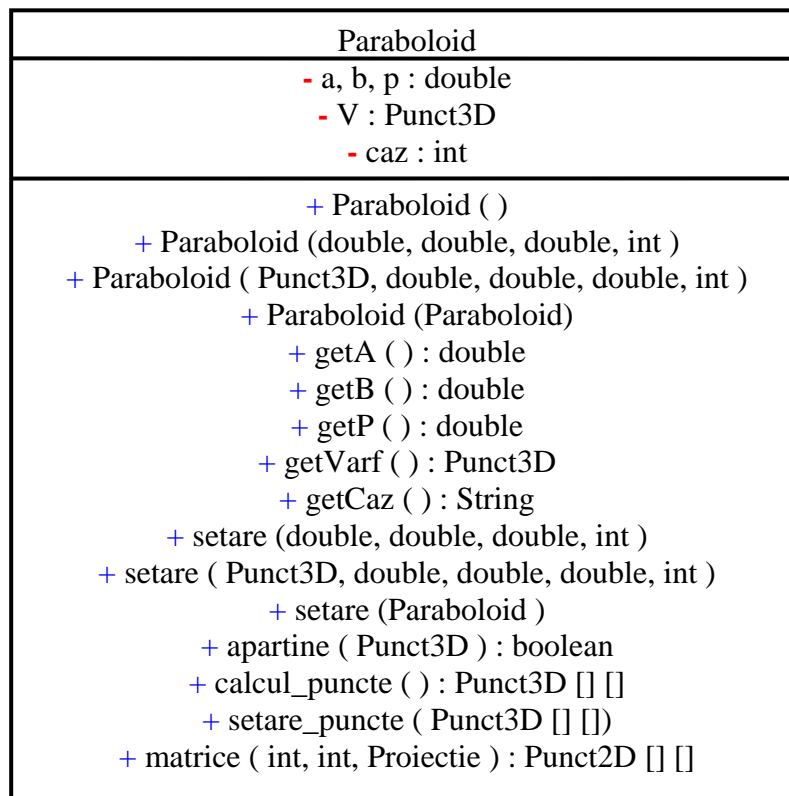 Paraboloid
- a, b, p : double
- V : Punct3D
- caz : int
+ Paraboloid ( )
+ Paraboloid (double, double, double, int )
+ Paraboloid ( Punct3D, double, double, double, int )
+ Paraboloid (Paraboloid)
+ getA ( ) : double
+ getB ( ) : double
+ getP ( ) : double
+ getVarf ( ) : Punct3D
+ getCaz ( ) : String
+ setare (double, double, double, int )
+ setare ( Punct3D, double, double, double, int )
+ setare (Paraboloid )
+ apartine ( Punct3D ) : boolean
+ calcul_puncte ( ) : Punct3D [] []
+ setare_puncte ( Punct3D [] [])
+ matrice ( int, int, Proiectie ) : Punct2D [] []